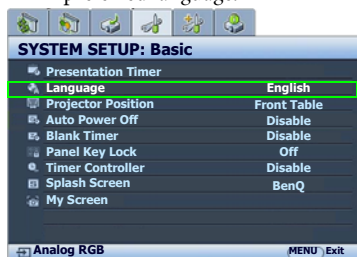 SYSTEM SETUP: Basic
Presentation Timer
Language English
Projector Position Front Table
Auto Power Off Disable
Blank Timer Disable
Panel Key Lock Off
Timer Controller Disable
Splash Screen BenQ
My Screen
Analog RGB MENU Exit